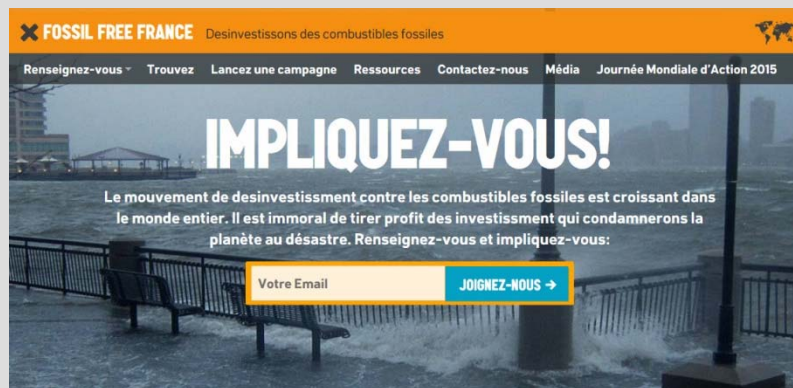 FOSSIL FREE FRANCE Desinvestissons des combustibles fossiles
Renseignez-vous Trouvez Lancez une campagne Ressources Contactez-nous Média Journée Mondiale d'Action 2015
IMPLIQUEZ-VOUS!
Le mouvement de desinvestissment contre les combustibles fossiles est croissant dans
le monde entier. Il est immoral de tirer profit des investissment qui condamnerons la
planète au désastre. Renseignez-vous et impliquez-vous:
Votre Email JOIGNEZ-NOUS →